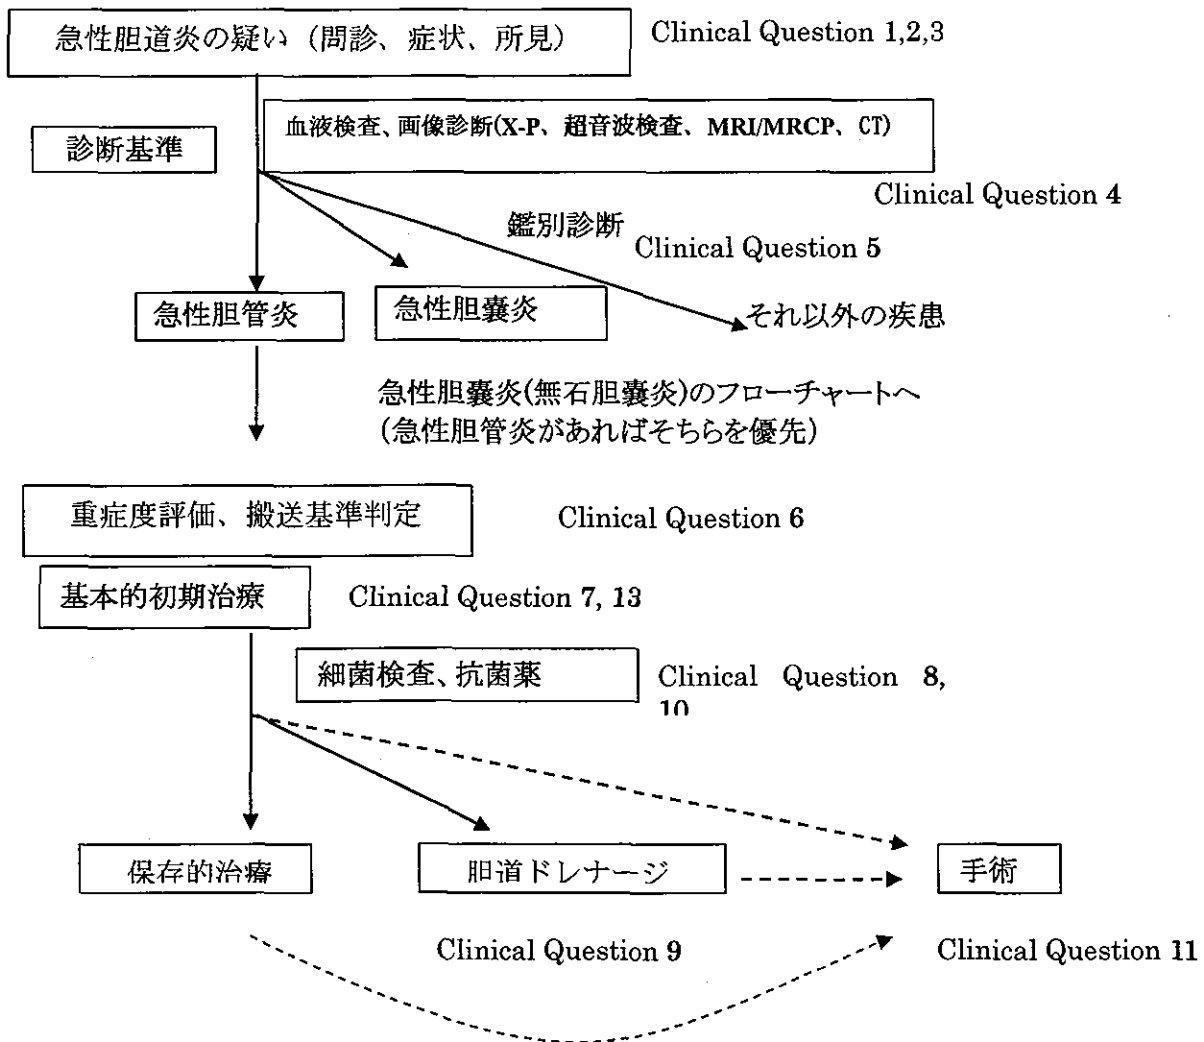 急性胆道炎の疑い（問診、症状、所見）
Clinical Question 1,2,3
血液検査、画像診断(X-P、超音波検査、MRI/MRCP、CT)
診断基準
Clinical Question 4
鑑別診断
Clinical Question 5
急性胆管炎
急性胆嚢炎
それ以外の疾患
急性胆嚢炎(無石胆嚢炎)のフローチャートへ
(急性胆管炎があればそちらを優先)
重症度評価、搬送基準判定
Clinical Question 6
基本的初期治療
Clinical Question 7, 13
細菌検査、抗菌薬
Clinical Question 8,
10
保存的治療
胆道ドレナージ
手術
Clinical Question 9
Clinical Question 11